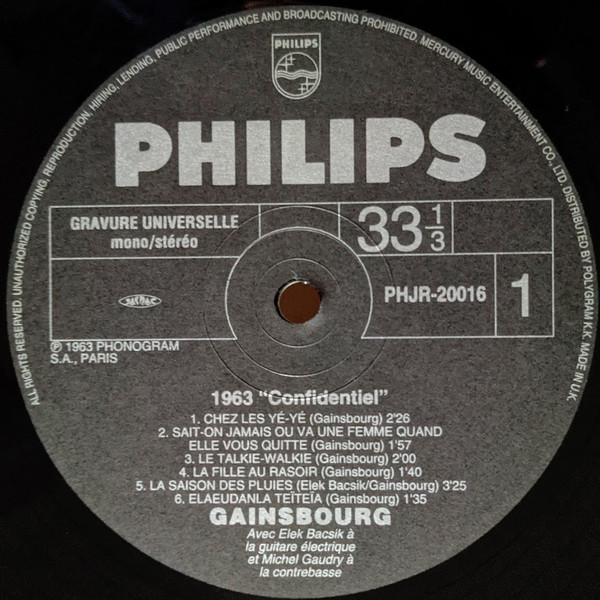 ALL RIGHTS RESERVED. UNAUTHORIZED COPYING, REPRODUCTION, HIRING, LENDING, PUBLIC PERFORMANCE AND BROADCASTING PROHIBITED. MERCURY MUSIC ENTERTAINMENT CO., LTD. DISTRIBUTED BY POLYGRAM K.K. MADE IN U.K.
PHILIPS
PHILIPS
GRAVURE UNIVERSELLE
mono/stéréo
33 1/3
PHJR-20016
1
℗ 1963 PHONOGRAM
S.A., PARIS
1963 "Confidentiel"
1. CHEZ LES YÉ-YÉ (Gainsbourg) 2'26
2. SAIT-ON JAMAIS OU VA UNE FEMME QUAND
ELLE VOUS QUITTE (Gainsbourg) 1'57
3. LE TALKIE-WALKIE (Gainsbourg) 2'00
4. LA FILLE AU RASOIR (Gainsbourg) 1'40
5. LA SAISON DES PLUIES (Elek Bacsik/Gainsbourg) 3'25
6. ELAEUDANLA TEÏTEÏA (Gainsbourg) 1'35
GAINSBOURG
Avec Elek Bacsik à
la guitare électrique
et Michel Gaudry à
la contrebasse